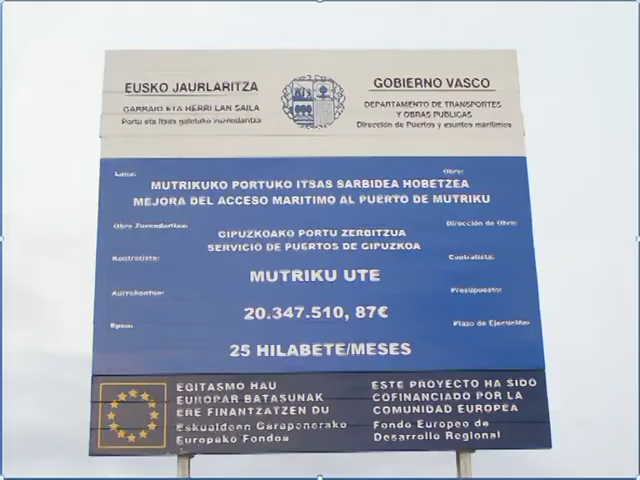 EUSKO JAURLARITZA
GARRAIO ETA HERRI LAN SAILA
Portu eta itsas gaietako zuzendaritza
GOBIERNO VASCO
DEPARTAMENTO DE TRANSPORTES
Y OBRAS PUBLICAS
Dirección de Puertos y asuntos marítimos
Lana:
Obra:
MUTRIKUKO PORTUKO ITSAS SARBIDEA HOBETZEA
MEJORA DEL ACCESO MARITIMO AL PUERTO DE MUTRIKU
Obra Zuzendaritza:
Dirección de Obra:
GIPUZKOAKO PORTU ZERBITZUA
SERVICIO DE PUERTOS DE GIPUZKOA
Kontratista:
Contratista:
MUTRIKU UTE
Aurrekontua:
Presupuesto:
20.347.510, 87€
Epea:
Plazo de Ejecución:
25 HILABETE/MESES
EGITASMO HAU
EUROPAR BATASUNAK
ERE FINANTZATZEN DU
Eskualdeen Garapenerako
Europako Fondoa
ESTE PROYECTO HA SIDO
COFINANCIADO POR LA
COMUNIDAD EUROPEA
Fondo Europeo de
Desarrollo Regional